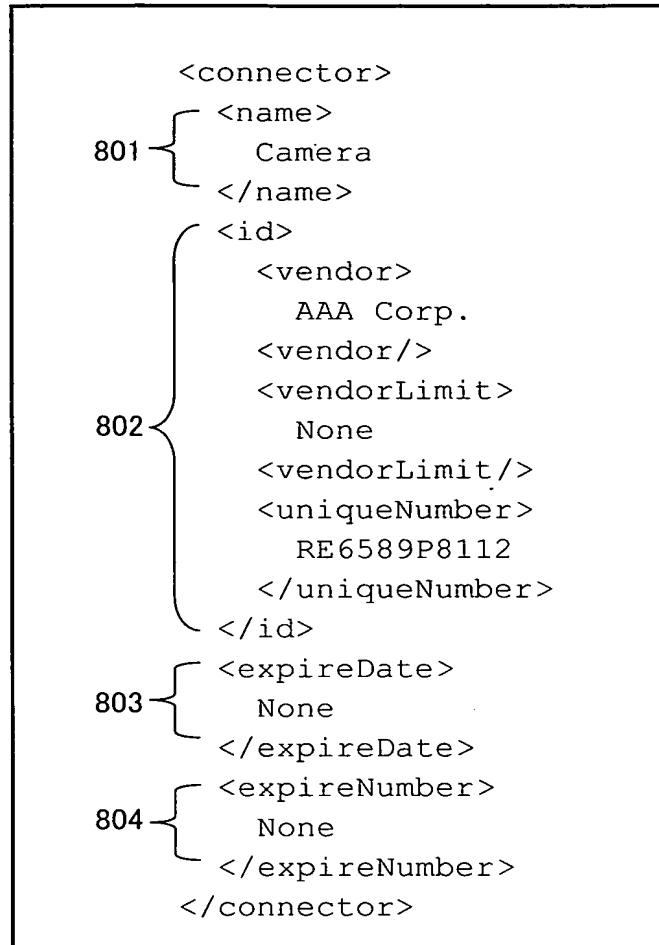 <connector>
<name>
801
Camera
</name>
<id>
<vendor>
AAA Corp.
<vendor/>
<vendorLimit>
802
None
<vendorLimit/>
<uniqueNumber>
RE6589P8112
</uniqueNumber>
</id>
<expireDate>
803
None
</expireDate>
<expireNumber>
804
None
</expireNumber>
</connector>